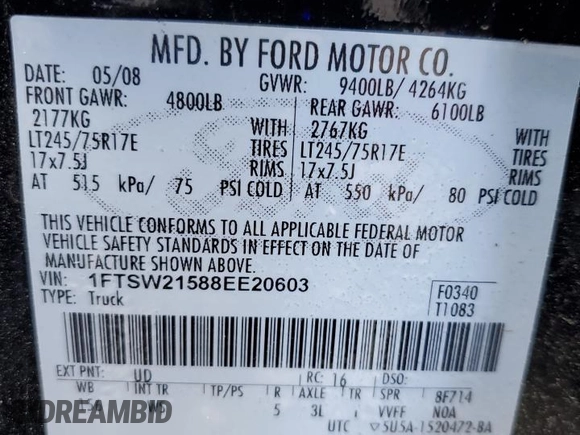 MFD. BY FORD MOTOR CO.
DATE: 05/08 GVWR: 9400LB/ 4264KG
FRONT GAWR: 4800LB REAR GAWR: 6100LB
2177KG WITH 2767KG WITH
LT245/75R17E TIRES LT245/75R17E TIRES
17x7.5J RIMS 17x7.5J RIMS
AT 515 kPa/ 75 PSI COLD AT 550 kPa/ 80 PSI COLD
THIS VEHICLE CONFORMS TO ALL APPLICABLE FEDERAL MOTOR
VEHICLE SAFETY STANDARDS IN EFFECT ON THE DATE OF
MANUFACTURE SHOWN ABOVE.
VIN: 1FTSW21588EE20603 F0340
TYPE: Truck T1083
EXT PNT: UD RC: 16 DSO:
WB INT TR TP/PS R AXLE TR SPR 8F714
5 3L VVFF N0A
UTC 5U5A-1520472-BA
DREAMBID